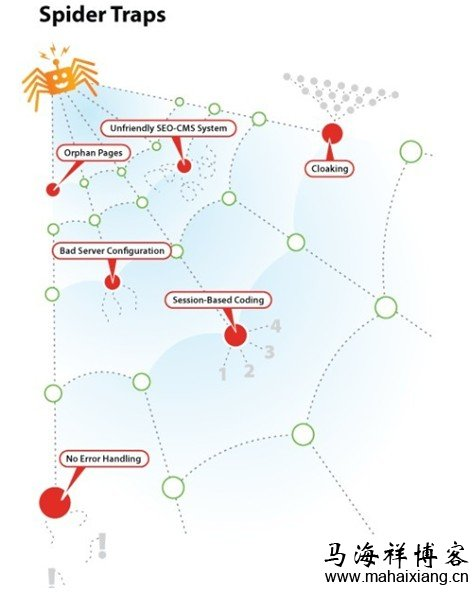 Spider Traps
Unfriendly SEO-CMS System
Orphan Pages
Cloaking
Bad Server Configuration
Session-Based Coding
4
3
1 2
No Error Handling
!
!
马海祥博客
www.mahaixiang.cn